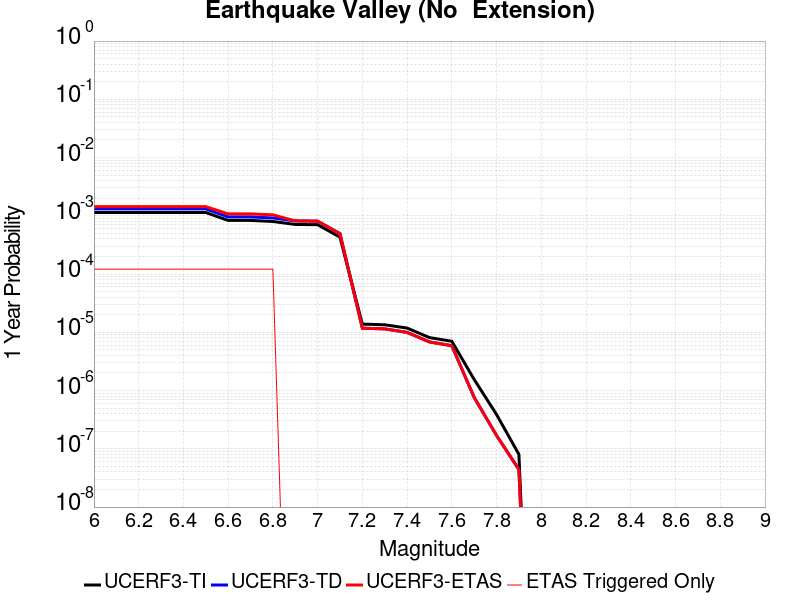 Earthquake Valley (No  Extension)
10^0
10^-1
10^-2
10^-3
10^-4
10^-5
10^-6
10^-7
10^-8
1 Year Probability
6 6.2 6.4 6.6 6.8 7 7.2 7.4 7.6 7.8 8 8.2 8.4 8.6 8.8 9
Magnitude
UCERF3-TI UCERF3-TD UCERF3-ETAS ETAS Triggered Only